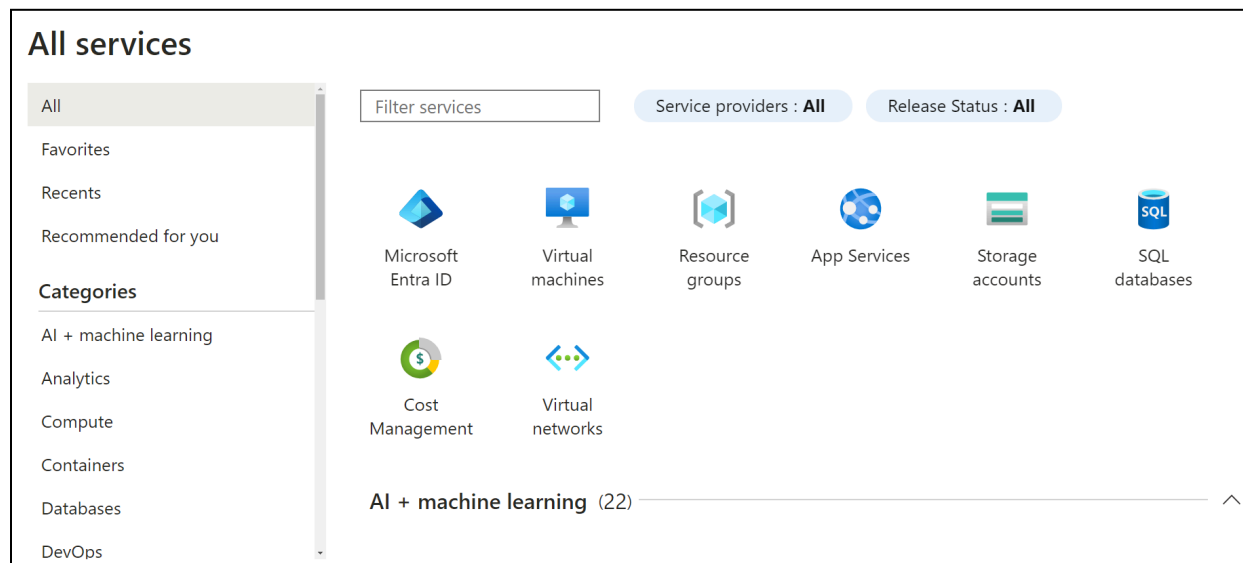 All services
All
Favorites
Recents
Recommended for you
Categories
AI + machine learning
Analytics
Compute
Containers
Databases
DevOps
Filter services
Service providers : All
Release Status : All
Microsoft
Entra ID
Virtual
machines
Resource
groups
App Services
Storage
accounts
SQL
SQL
databases
$
Cost
Management
Virtual
networks
AI + machine learning (22)